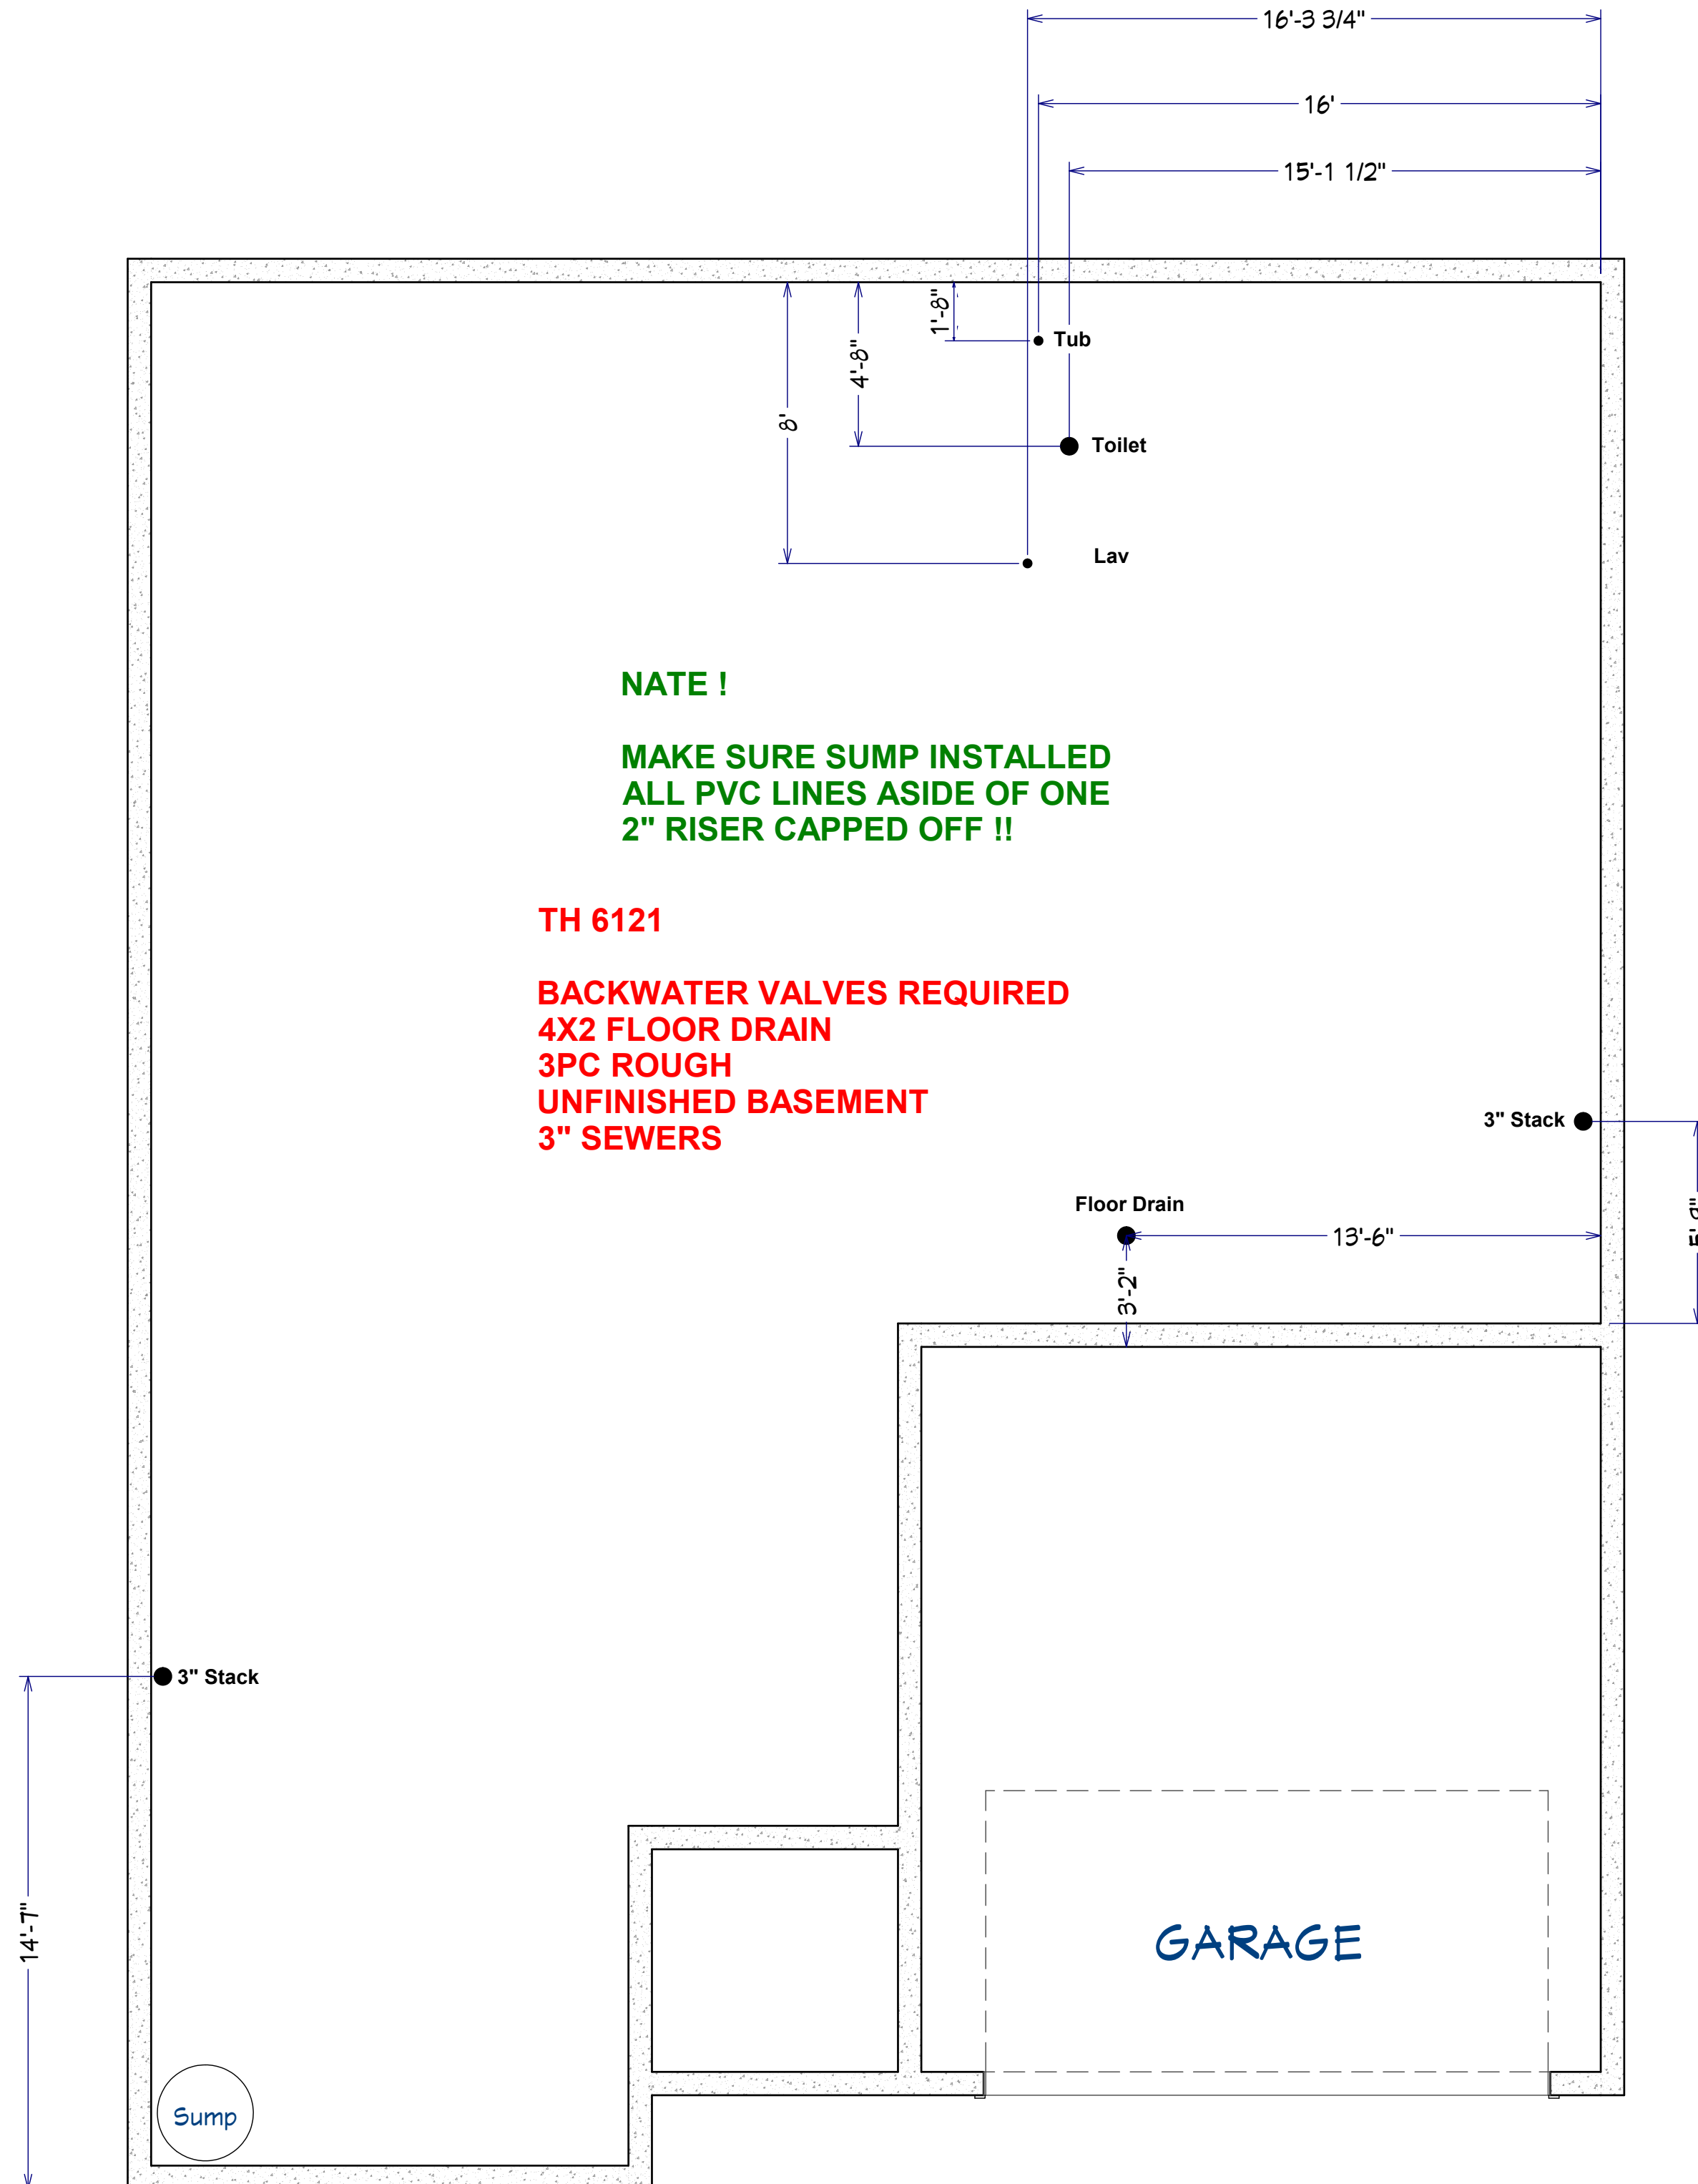 16'-3 3/4"
16'
15'-1 1/2"
1'-8"
Tub
4'-8"
8'
Toilet
Lav
NATE !
MAKE SURE SUMP INSTALLED
ALL PVC LINES ASIDE OF ONE
2" RISER CAPPED OFF !!
TH 6121
BACKWATER VALVES REQUIRED
4X2 FLOOR DRAIN
3PC ROUGH
UNFINISHED BASEMENT
3" SEWERS
3" Stack
Floor Drain
13'-6"
3'-2"
3" Stack
14'-7"
GARAGE
Sump